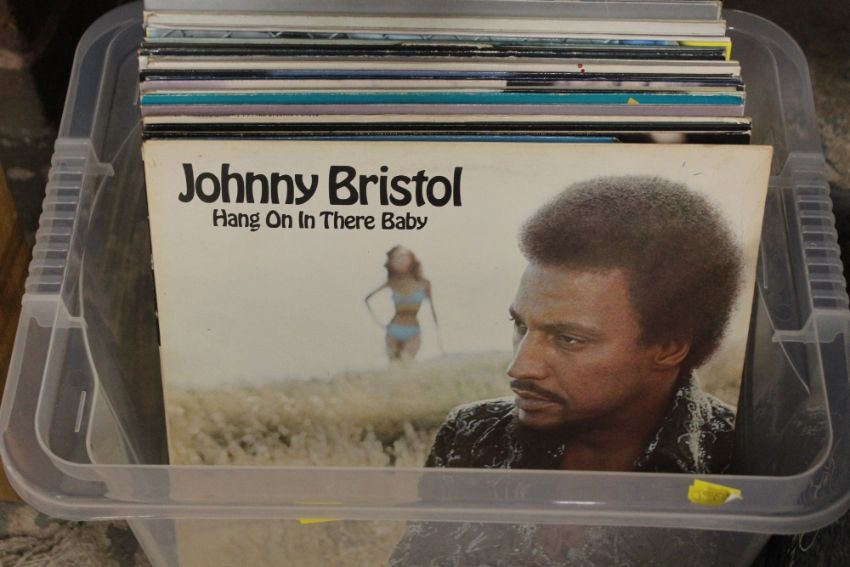 Johnny Bristol
Hang On In There Baby